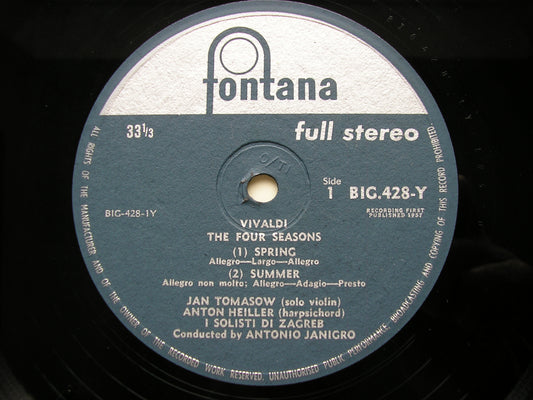 fontana
33 1/3
full stereo
O/T
Side
1
BIG.428-Y
BIG-428-1Y
RECORDING FIRST
PUBLISHED 1957
VIVALDI
THE FOUR SEASONS
(1) SPRING
Allegro—Largo—Allegro
(2) SUMMER
Allegro non molto; Allegro—Adagio—Presto
JAN TOMASOW (solo violin)
ANTON HEILLER (harpsichord)
I SOLISTI DI ZAGREB
Conducted by ANTONIO JANIGRO
ALL RIGHTS OF THE MANUFACTURER AND OF THE OWNER OF THE RECORDED WORK RESERVED. UNAUTHORISED PUBLIC PERFORMANCE, BROADCASTING AND COPYING OF THIS RECORD PROHIBITED.